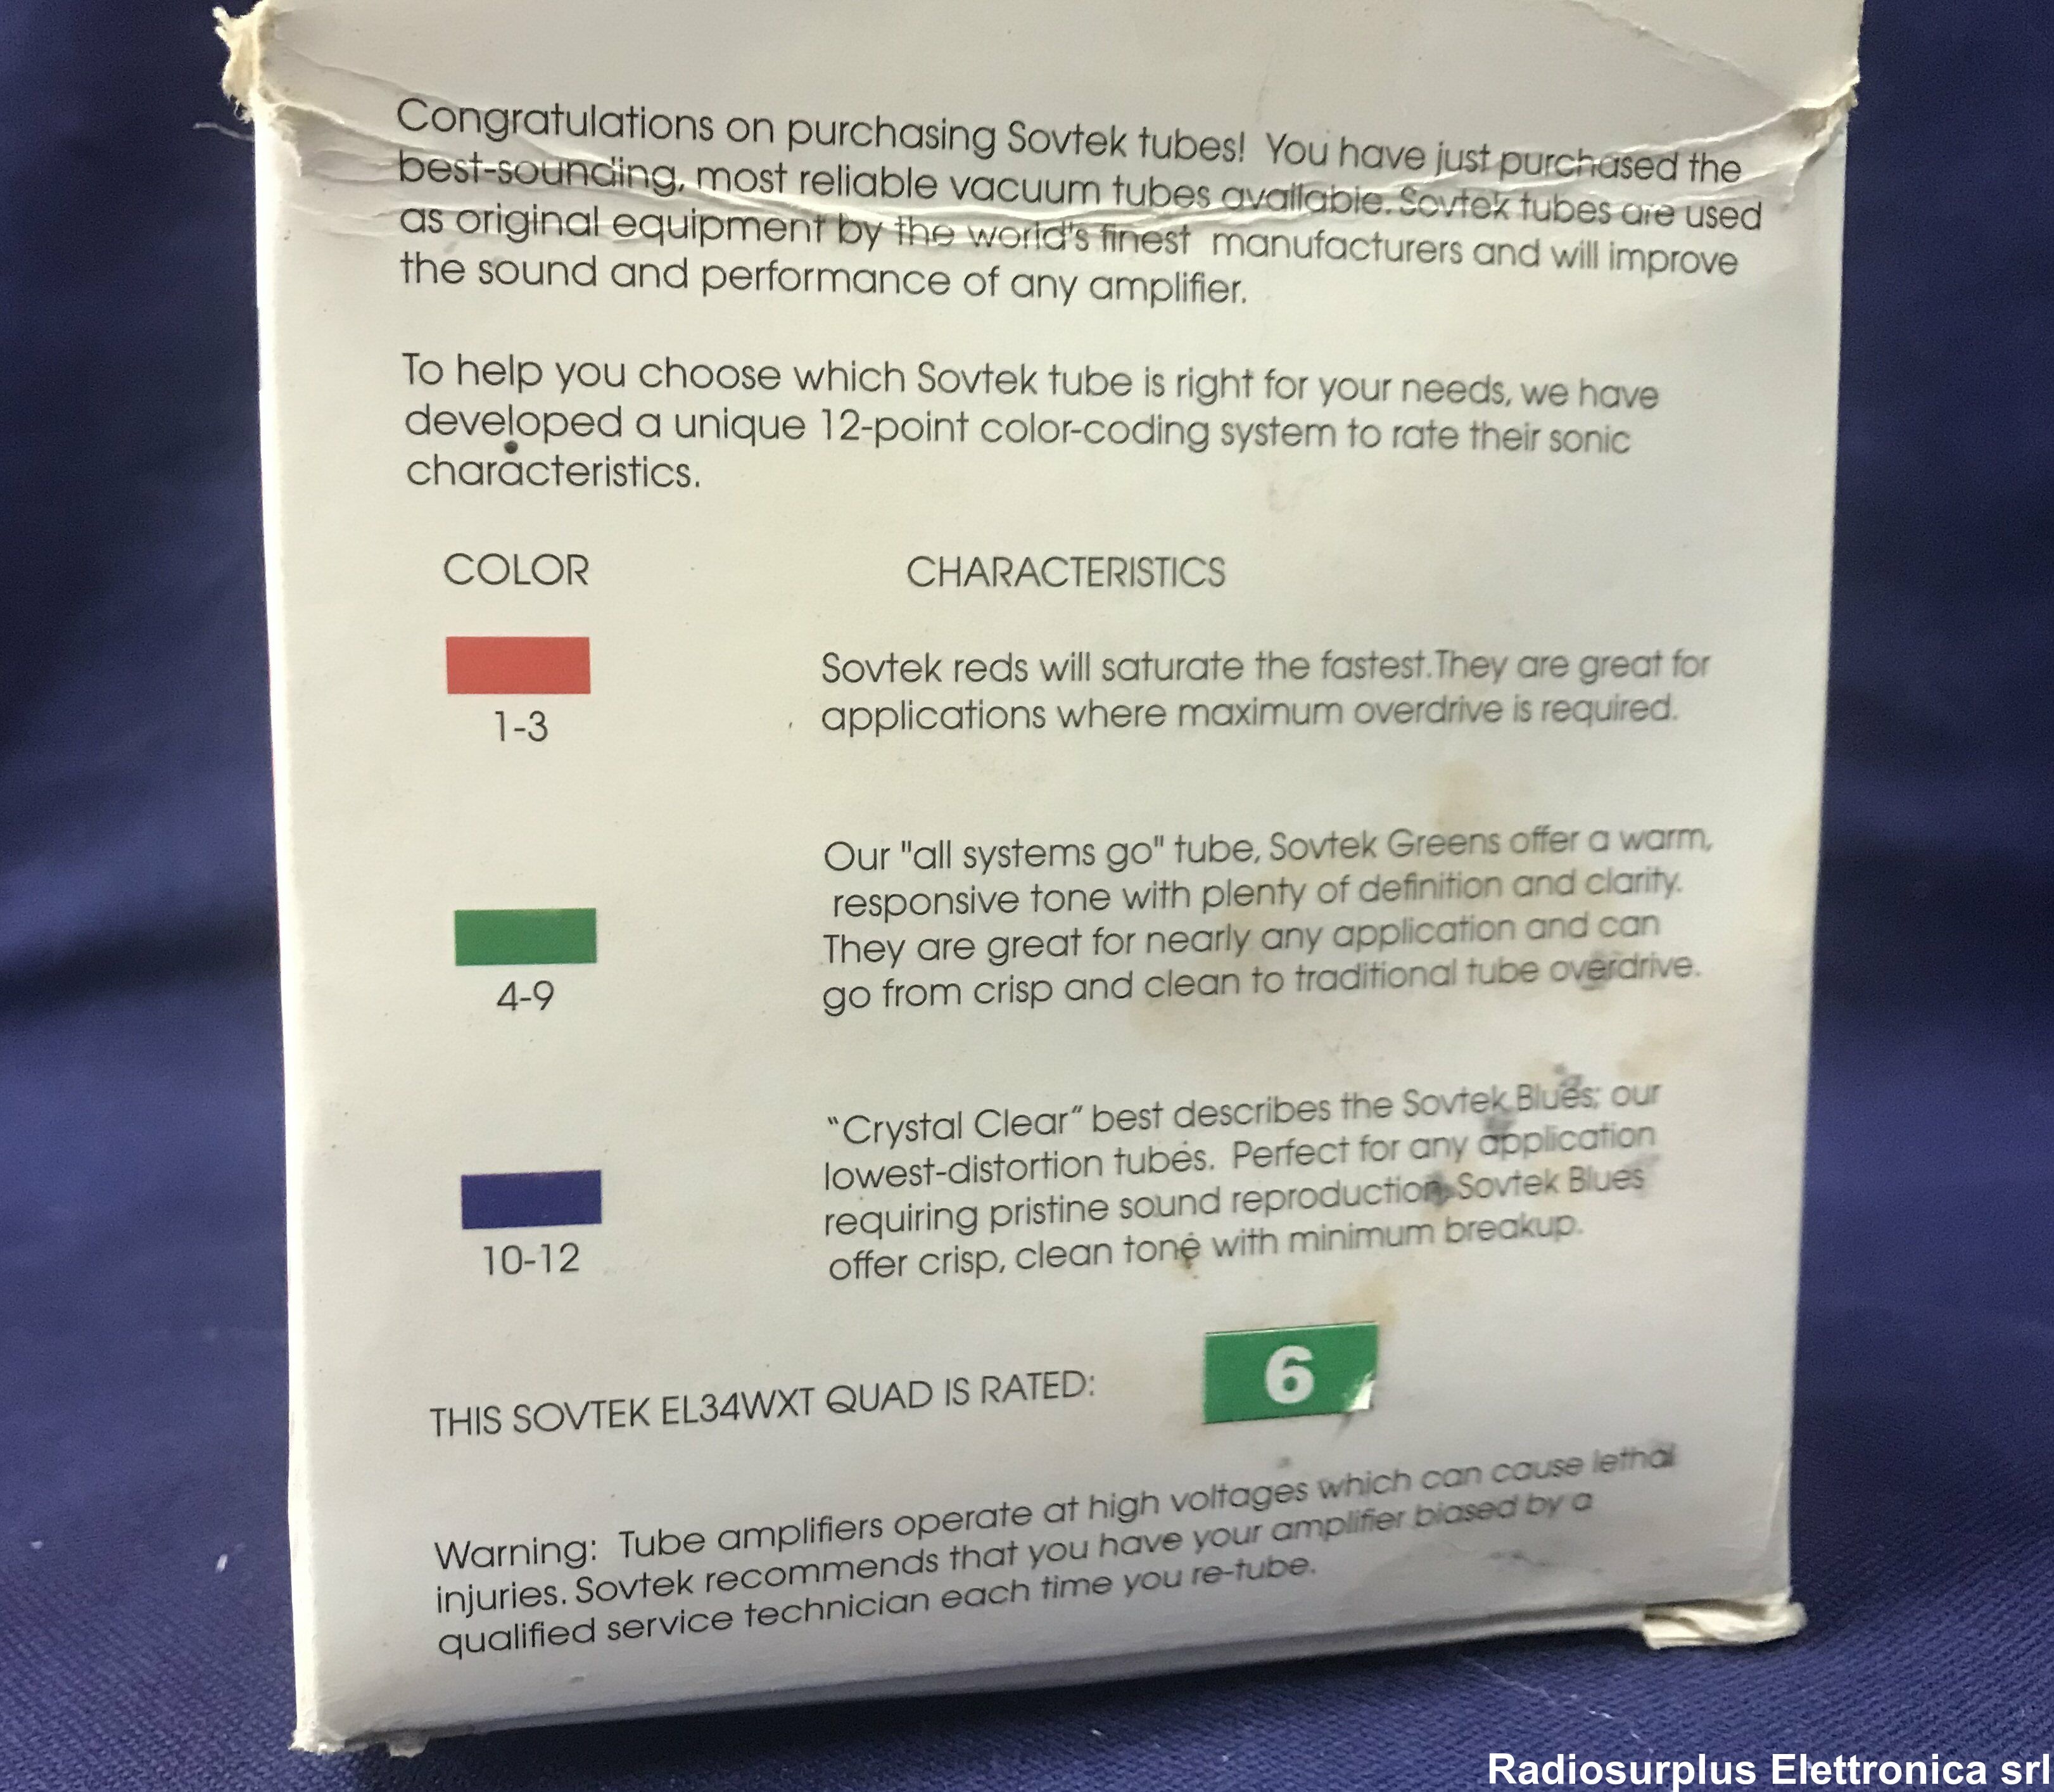 Congratulations on purchasing Sovtek tubes! You have just purchased the
best-sounding, most reliable vacuum tubes available. Sovtek tubes are used
as original equipment by the world's finest manufacturers and will improve
the sound and performance of any amplifier.
To help you choose which Sovtek tube is right for your needs, we have
developed a unique 12-point color-coding system to rate their sonic
characteristics.
COLOR CHARACTERISTICS
1-3
Sovtek reds will saturate the fastest. They are great for
applications where maximum overdrive is required.
4-9
Our "all systems go" tube, Sovtek Greens offer a warm,
responsive tone with plenty of definition and clarity.
They are great for nearly any application and can
go from crisp and clean to traditional tube overdrive.
10-12
“Crystal Clear” best describes the Sovtek Blues; our
lowest-distortion tubes. Perfect for any application
requiring pristine sound reproduction, Sovtek Blues
offer crisp, clean tone with minimum breakup.
THIS SOVTEK EL34WXT QUAD IS RATED: 6
Warning: Tube amplifiers operate at high voltages which can cause lethal
injuries. Sovtek recommends that you have your amplifier biased by a
qualified service technician each time you re-tube.
Radiosurplus Elettronica srl